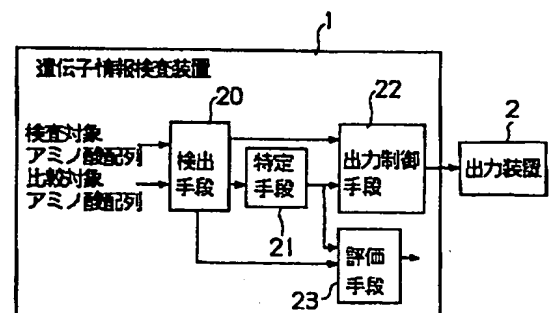 1
遺伝子情報検査装置
20
22
2
検査対象
アミノ酸配列
比較対象
アミノ酸配列
検出
手段
特定
手段
出力制御
手段
出力装置
21
評価
手段
23